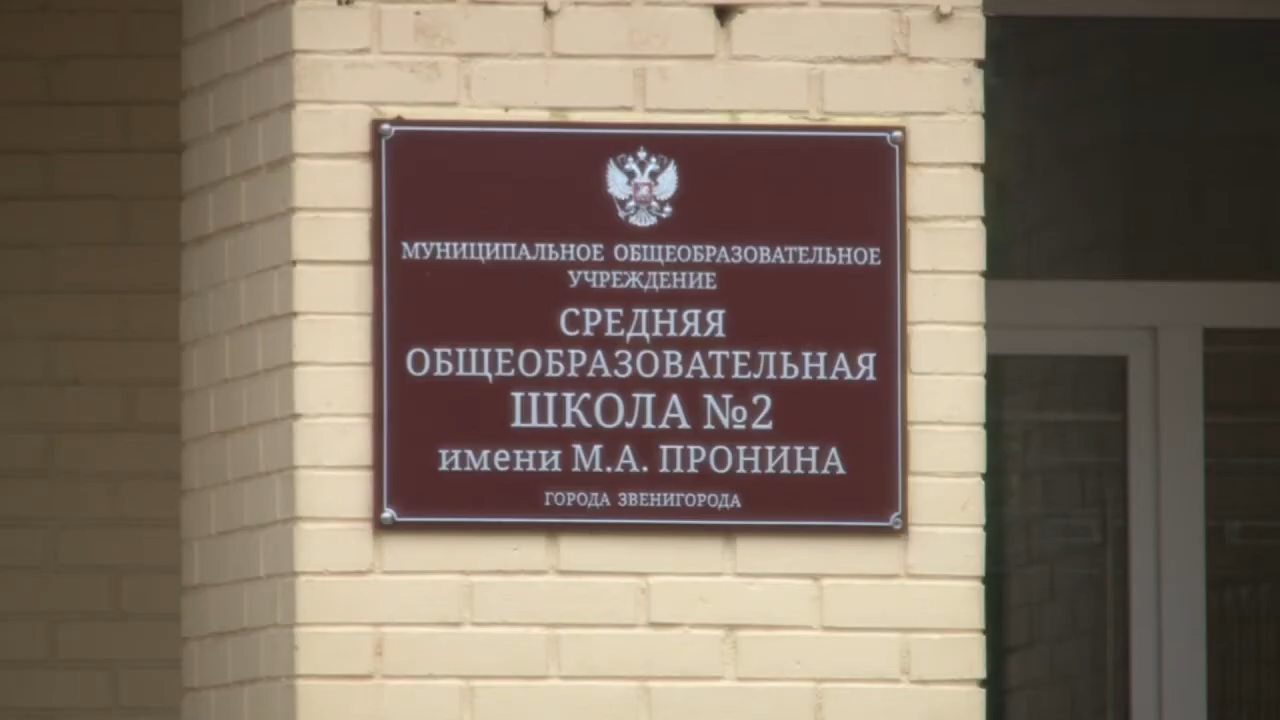 МУНИЦИПАЛЬНОЕ ОБЩЕОБРАЗОВАТЕЛЬНОЕ
УЧРЕЖДЕНИЕ
СРЕДНЯЯ
ОБЩЕОБРАЗОВАТЕЛЬНАЯ
ШКОЛА №2
имени М.А. ПРОНИНА
ГОРОДА ЗВЕНИГОРОДА